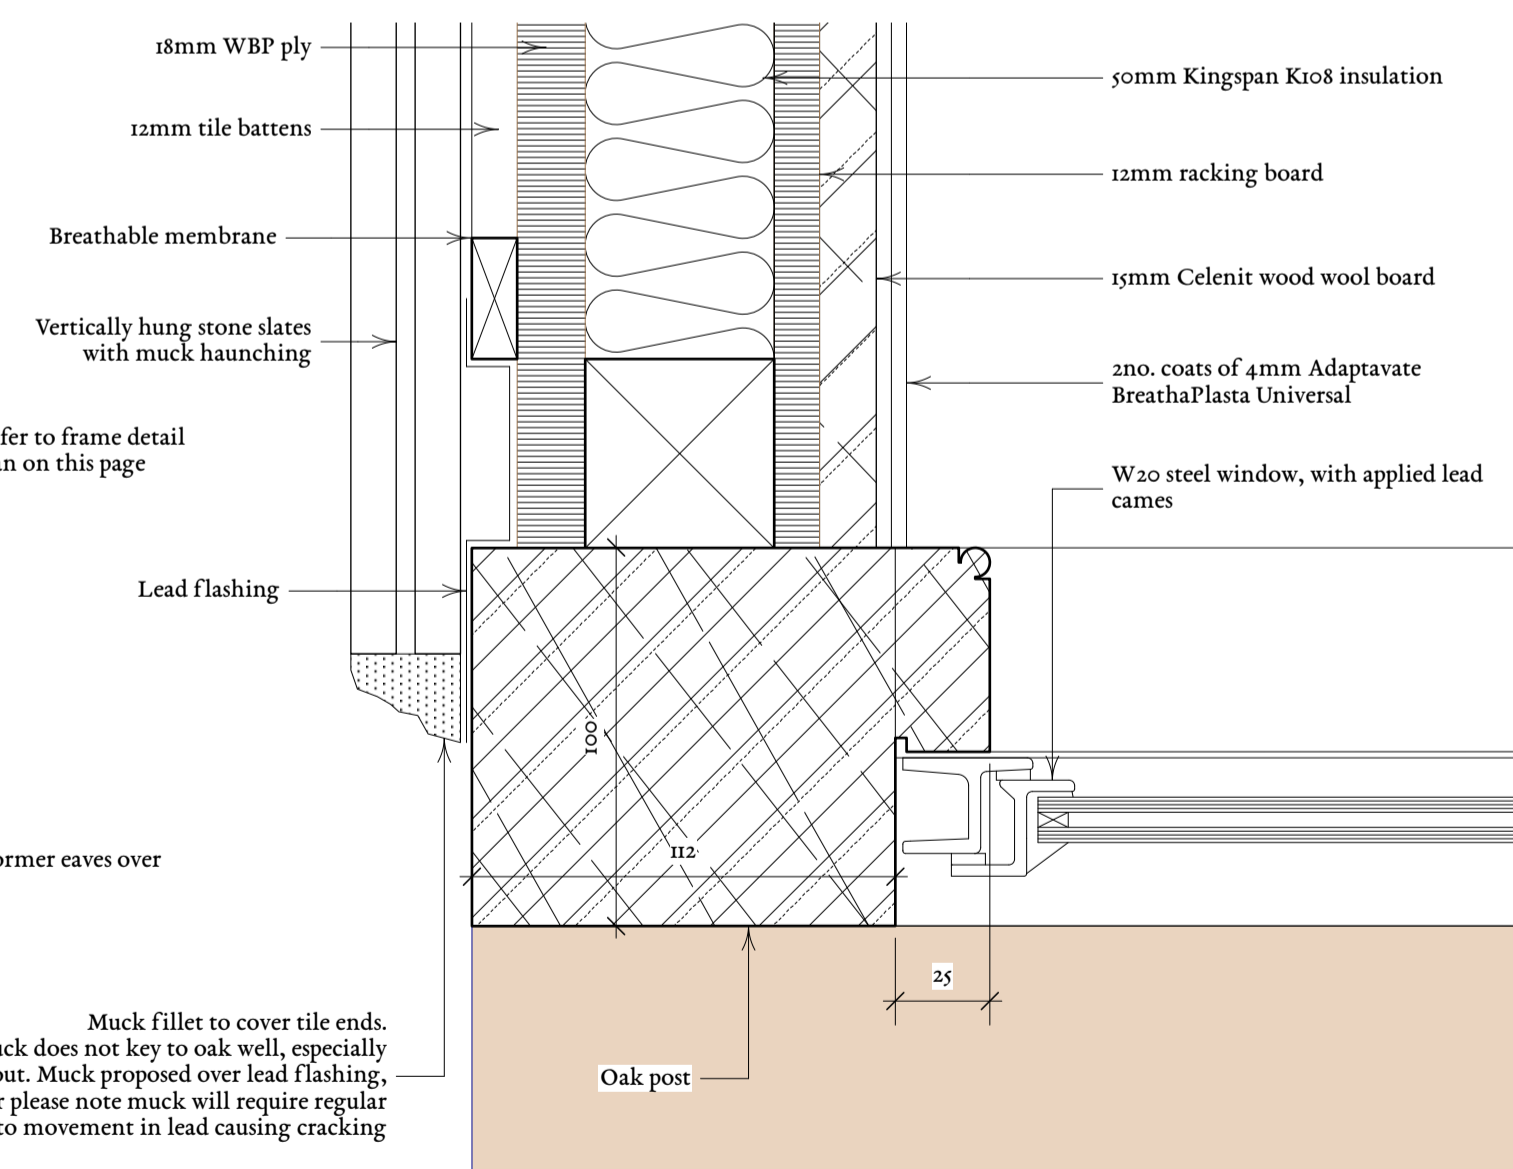 18mm WBP ply
12mm tile battens
Breathable membrane
Vertically hung stone slates
with muck haunching
fer to frame detail
an on this page
Lead flashing
ormer eaves over
Muck fillet to cover tile ends.
uck does not key to oak well, especially
out. Muck proposed over lead flashing,
r please note muck will require regular
to movement in lead causing cracking
50mm Kingspan K108 insulation
12mm racking board
15mm Celenit wood wool board
2no. coats of 4mm Adaptavate
BreathaPlasta Universal
W20 steel window, with applied lead
cames
100
112
25
Oak post